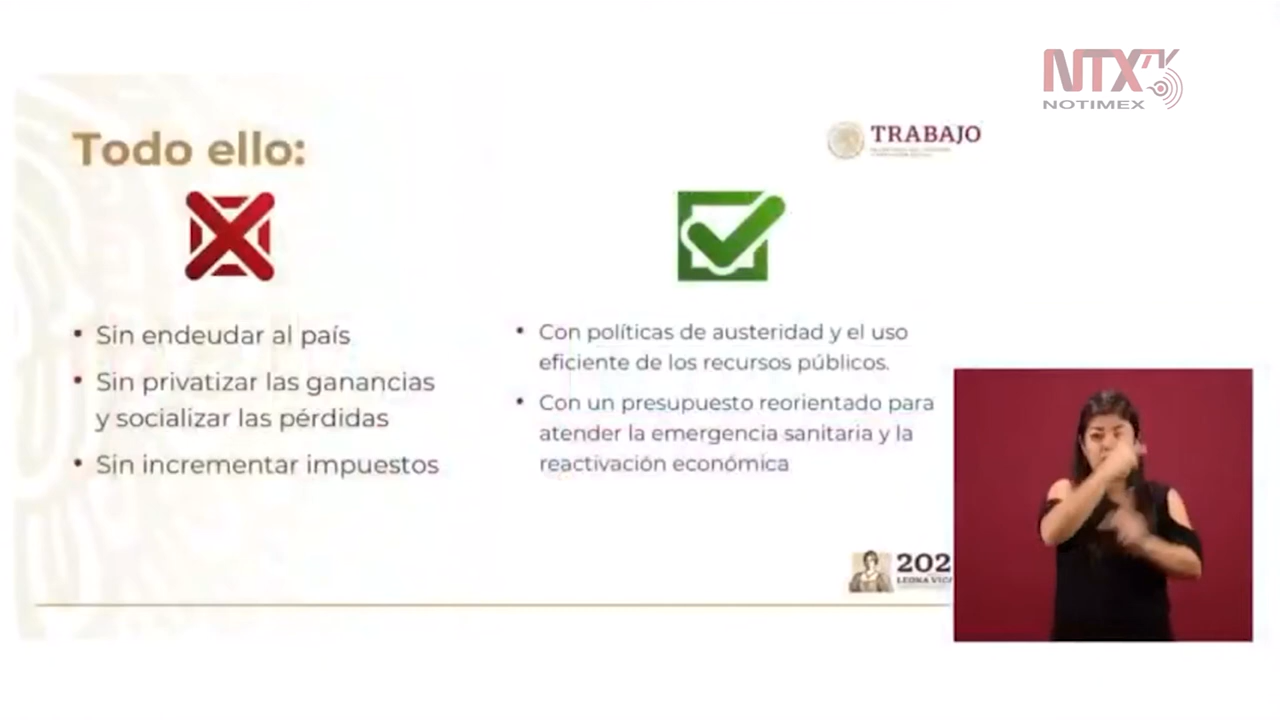 NTX
NOTIMEX
Todo ello:
TRABAJO
• Sin endeudar al país
• Sin privatizar las ganancias
y socializar las pérdidas
• Sin incrementar impuestos
• Con políticas de austeridad y el uso
eficiente de los recursos públicos.
• Con un presupuesto reorientado para
atender la emergencia sanitaria y la
reactivación económica
202
LEONA VIC